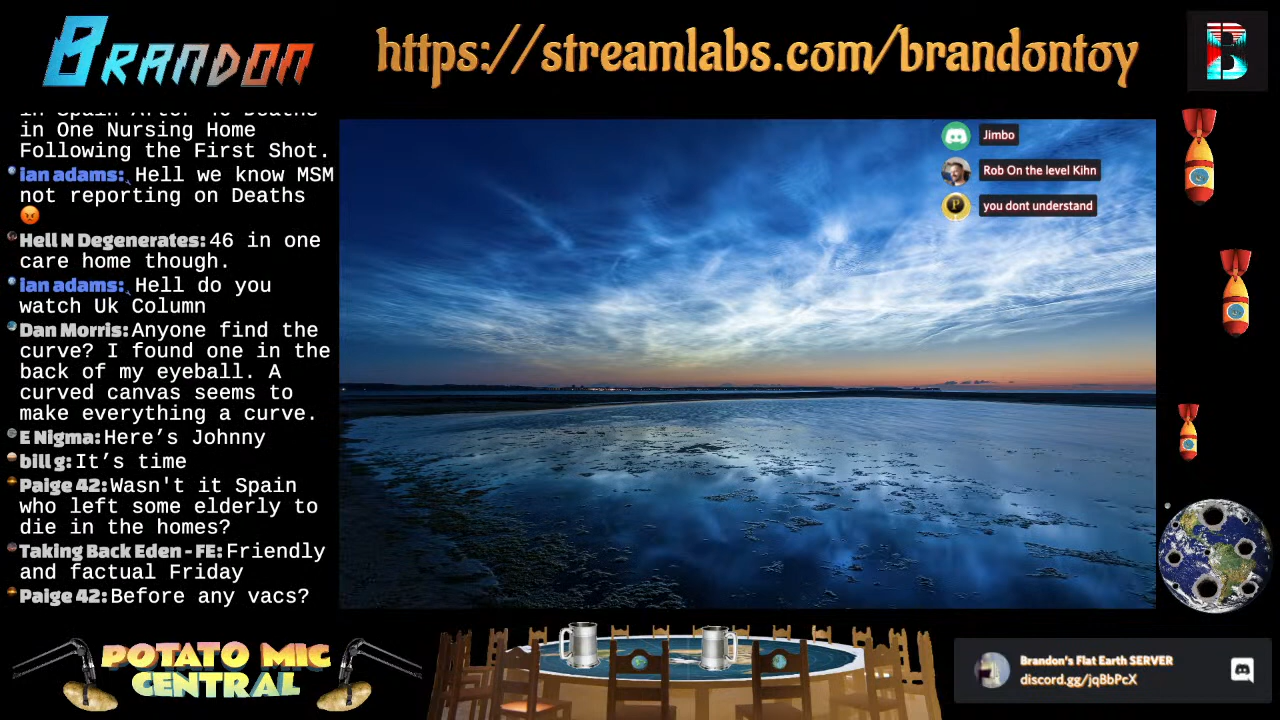 BRANDON
https://streamlabs.com/brandontoy
B
in One Nursing Home
Following the First Shot.
ian adams: Hell we know MSM
not reporting on Deaths
😡
Hell N Degenerates: 46 in one
care home though.
ian adams: Hell do you
watch Uk Column
Dan Morris: Anyone find the
curve? I found one in the
back of my eyeball. A
curved canvas seems to
make everything a curve.
E Nigma: Here’s Johnny
bill g: It’s time
Paige 42: Wasn't it Spain
who left some elderly to
die in the homes?
Taking Back Eden - FE: Friendly
and factual Friday
Paige 42: Before any vacs?
Jimbo
Rob On the level Kihn
P
you dont understand
POTATO MIC
CENTRAL
Brandon's Flat Earth SERVER
discord.gg/jqBbPcX